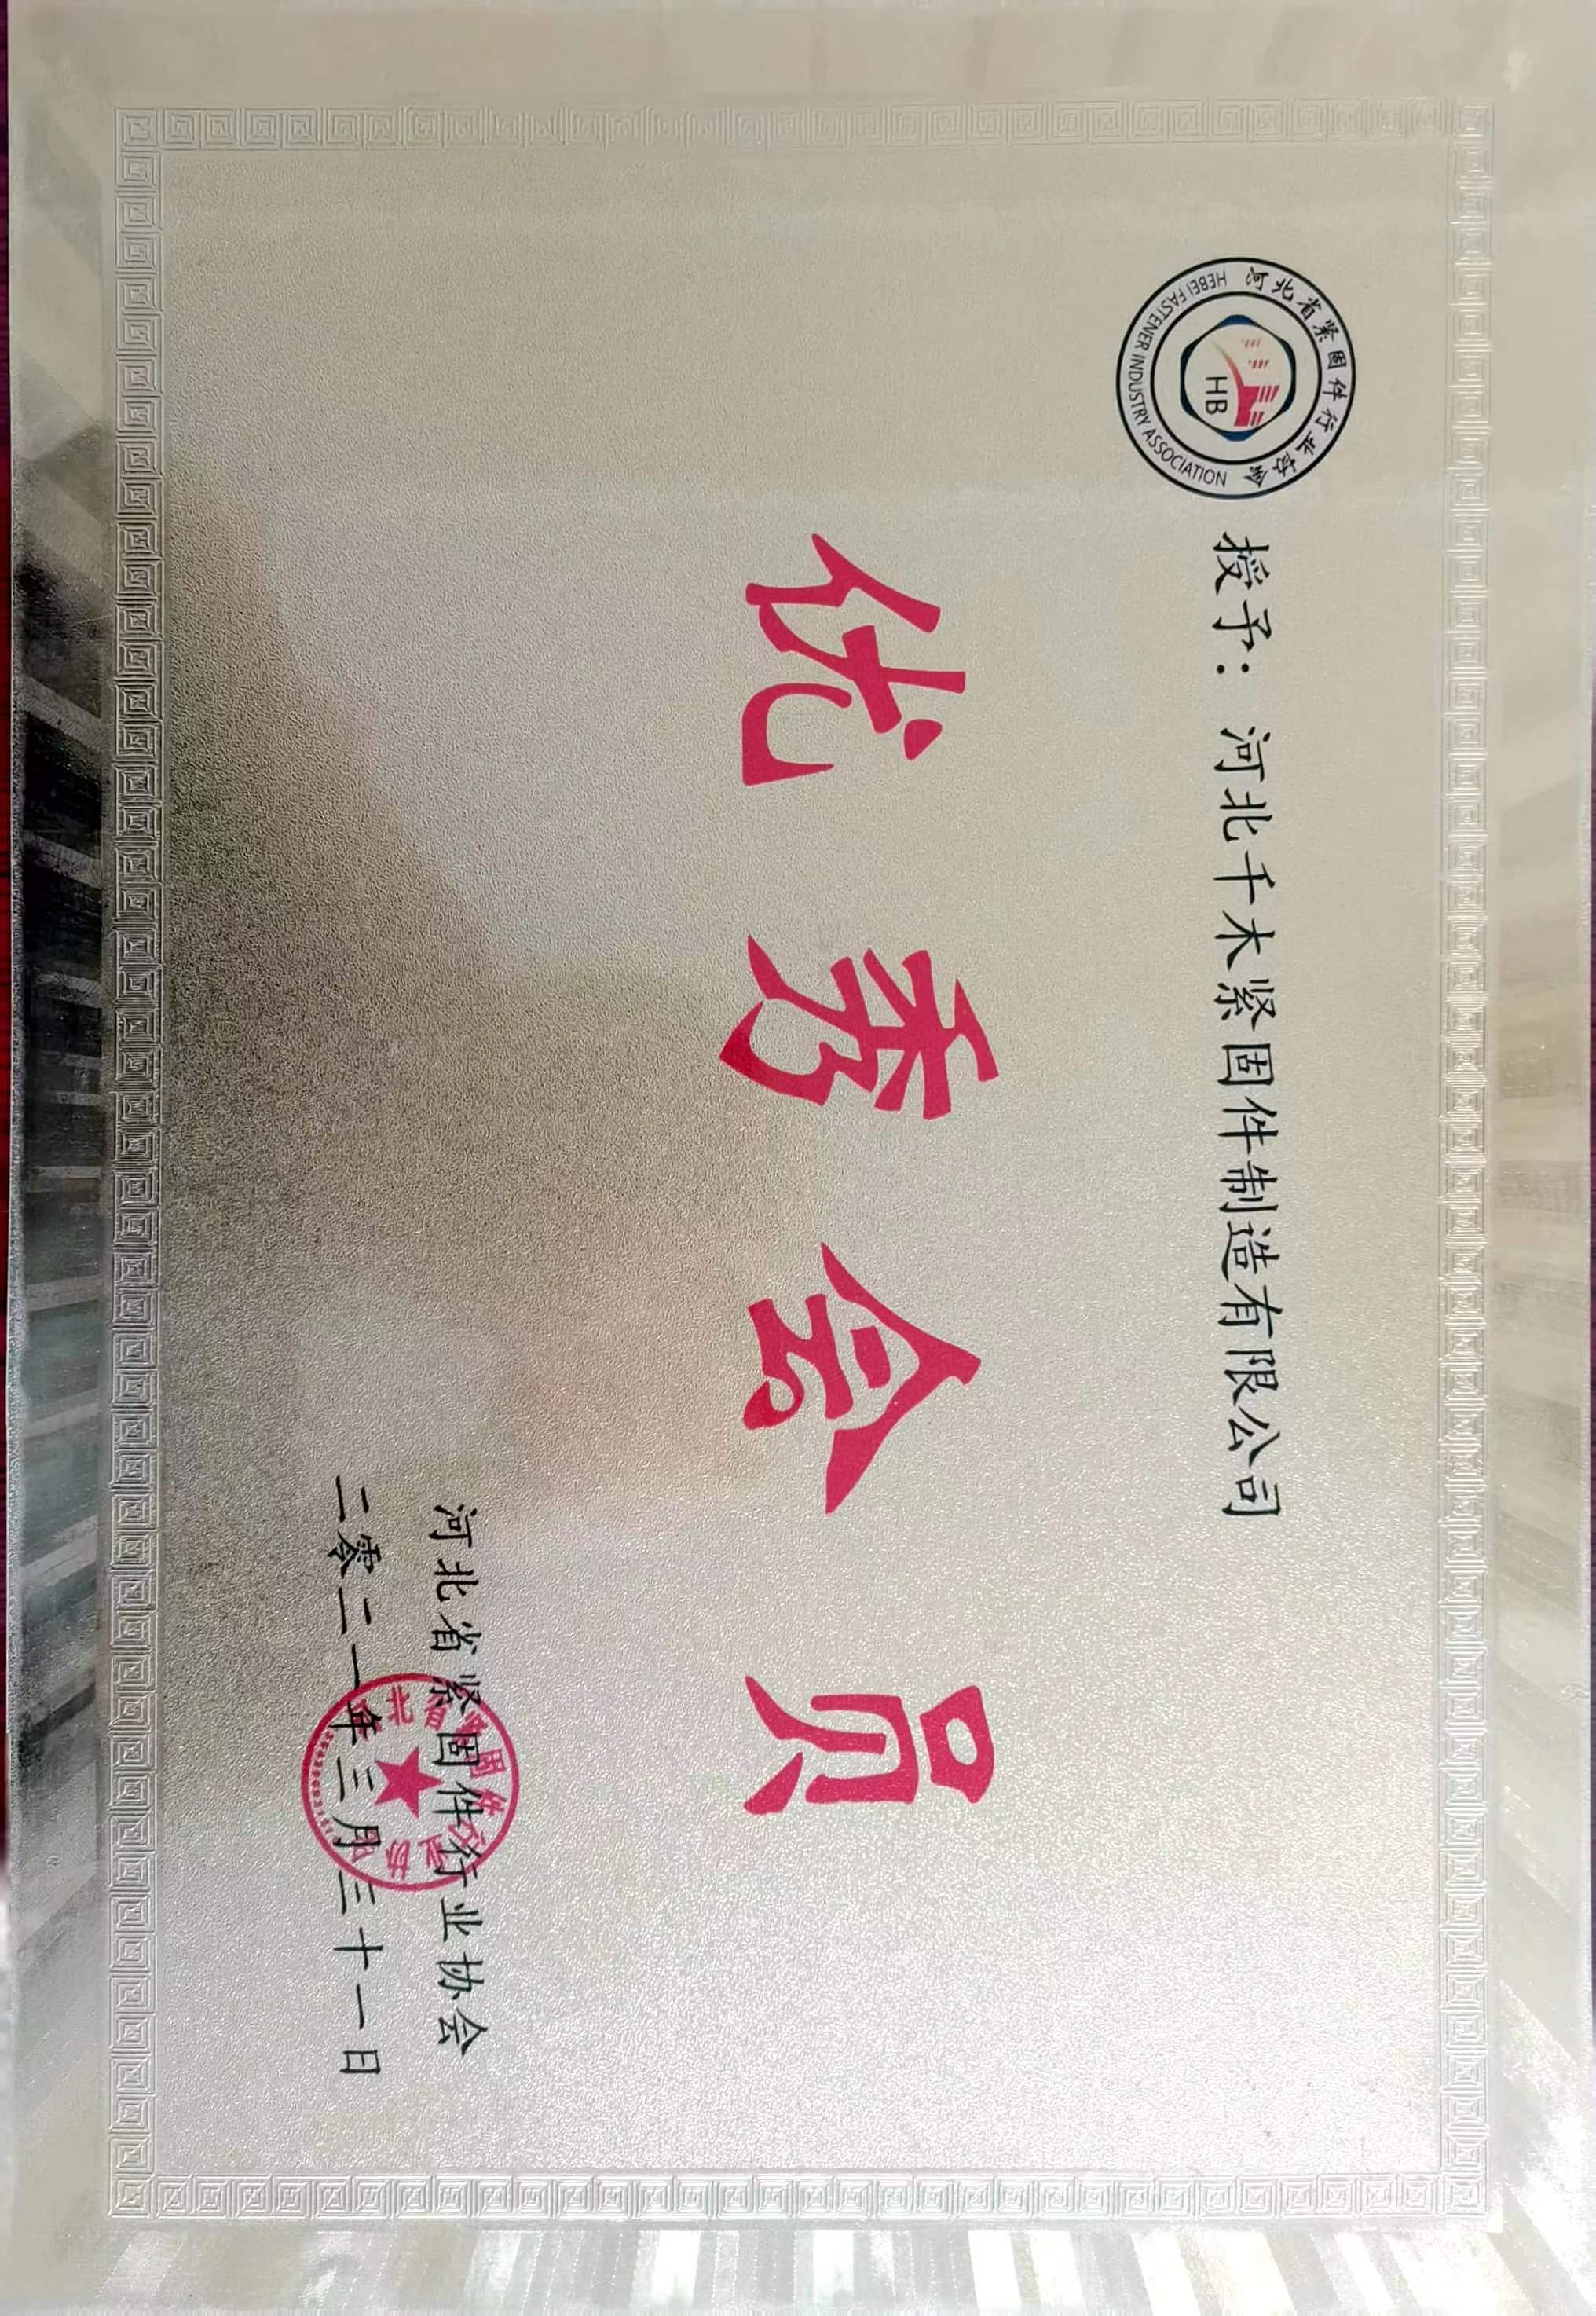 河北省紧固件行业协会
HEBEI FASTENER INDUSTRY ASSOCIATION
HB
授予：河北千木紧固件制造有限公司
优秀会员
河北省紧固件行业协会
二零二一年三月三十一日